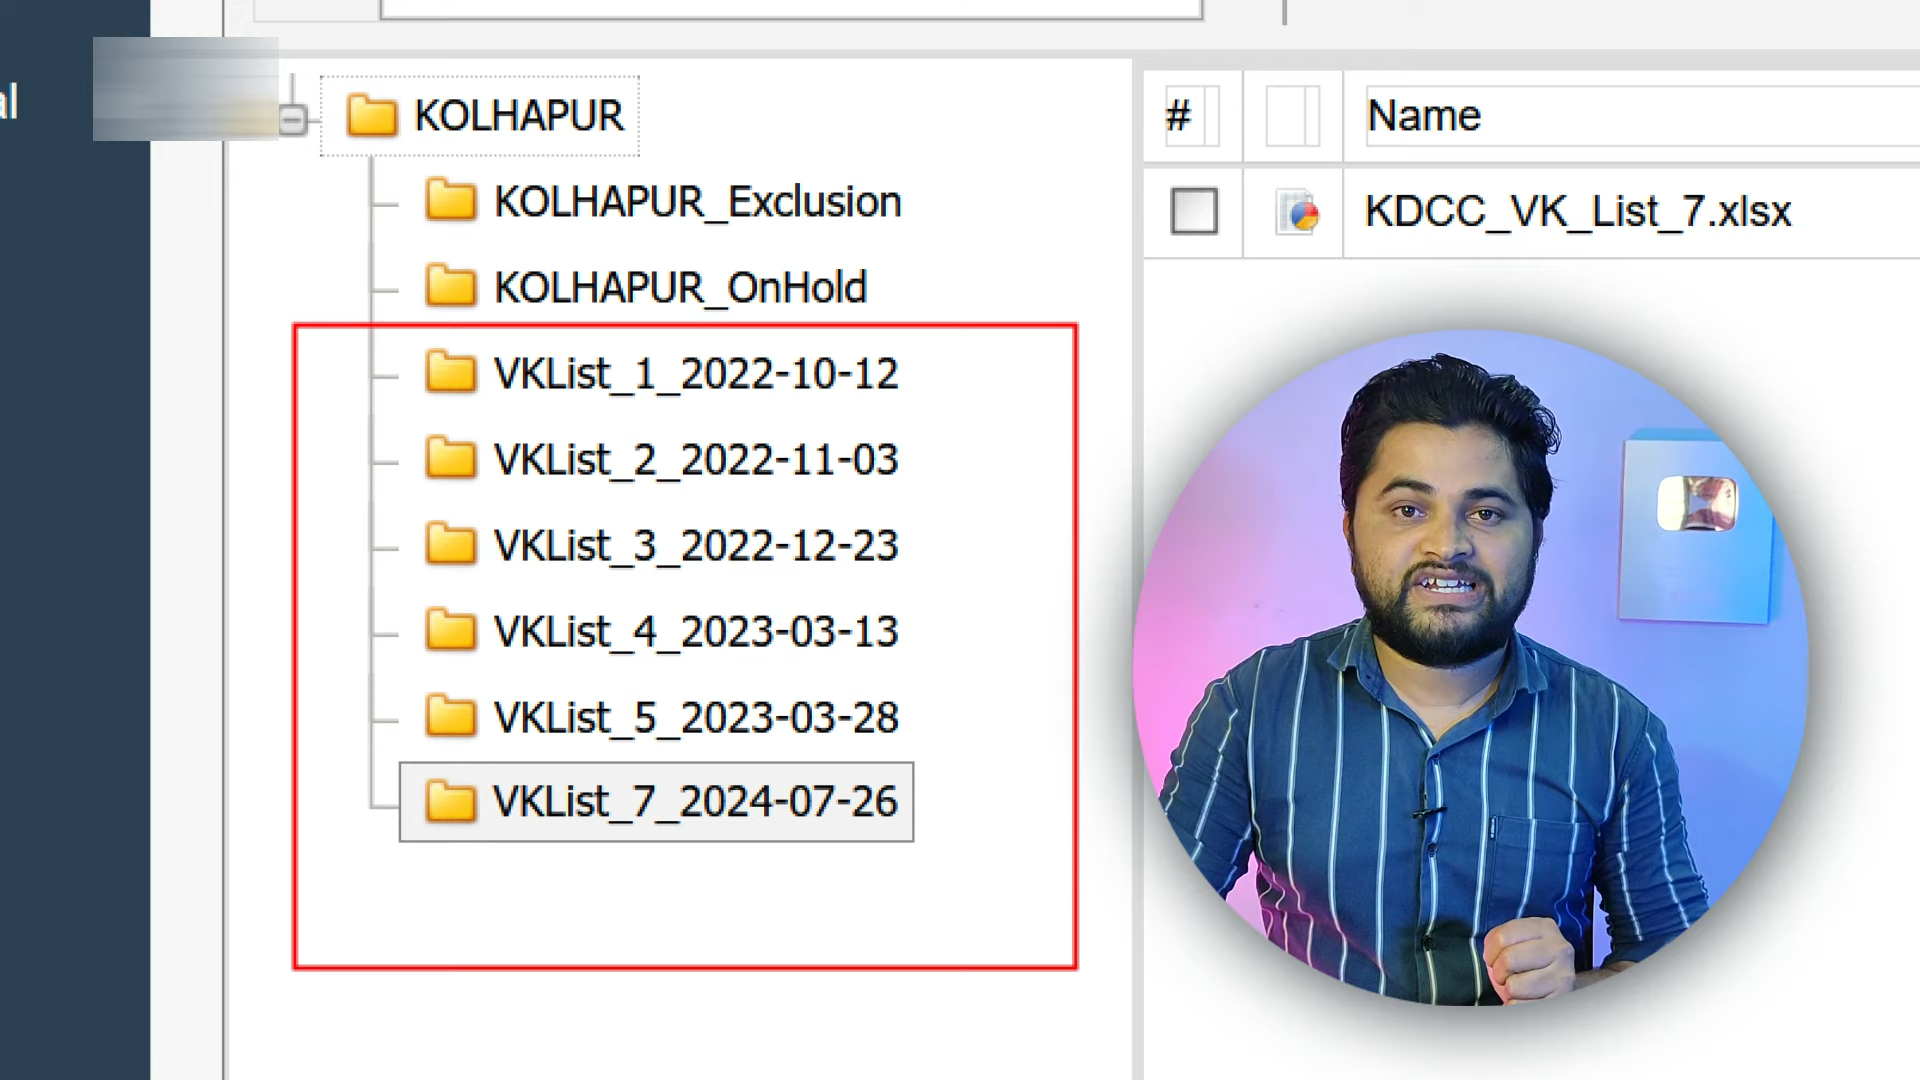 al
KOLHAPUR
KOLHAPUR_Exclusion
KOLHAPUR_OnHold
VKList_1_2022-10-12
VKList_2_2022-11-03
VKList_3_2022-12-23
VKList_4_2023-03-13
VKList_5_2023-03-28
VKList_7_2024-07-26
# Name
KDCC_VK_List_7.xlsx